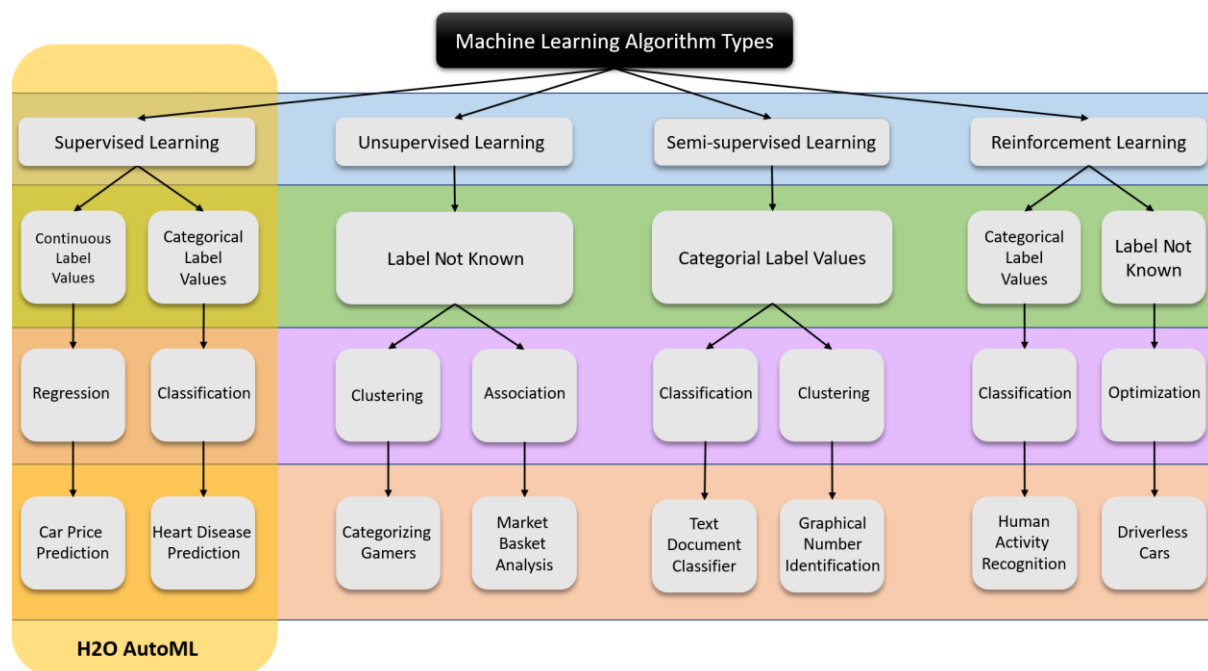 Machine Learning Algorithm Types
Supervised Learning
Unsupervised Learning
Semi-supervised Learning
Reinforcement Learning
Continuous
Label
Values
Categorical
Label
Values
Label Not Known
Categorial Label Values
Categorical
Label
Values
Label Not
Known
Regression
Classification
Clustering
Association
Classification
Clustering
Classification
Optimization
Car Price
Prediction
Heart Disease
Prediction
Categorizing
Gamers
Market
Basket
Analysis
Text
Document
Classifier
Graphical
Number
Identification
Human
Activity
Recognition
Driverless
Cars
H2O AutoML